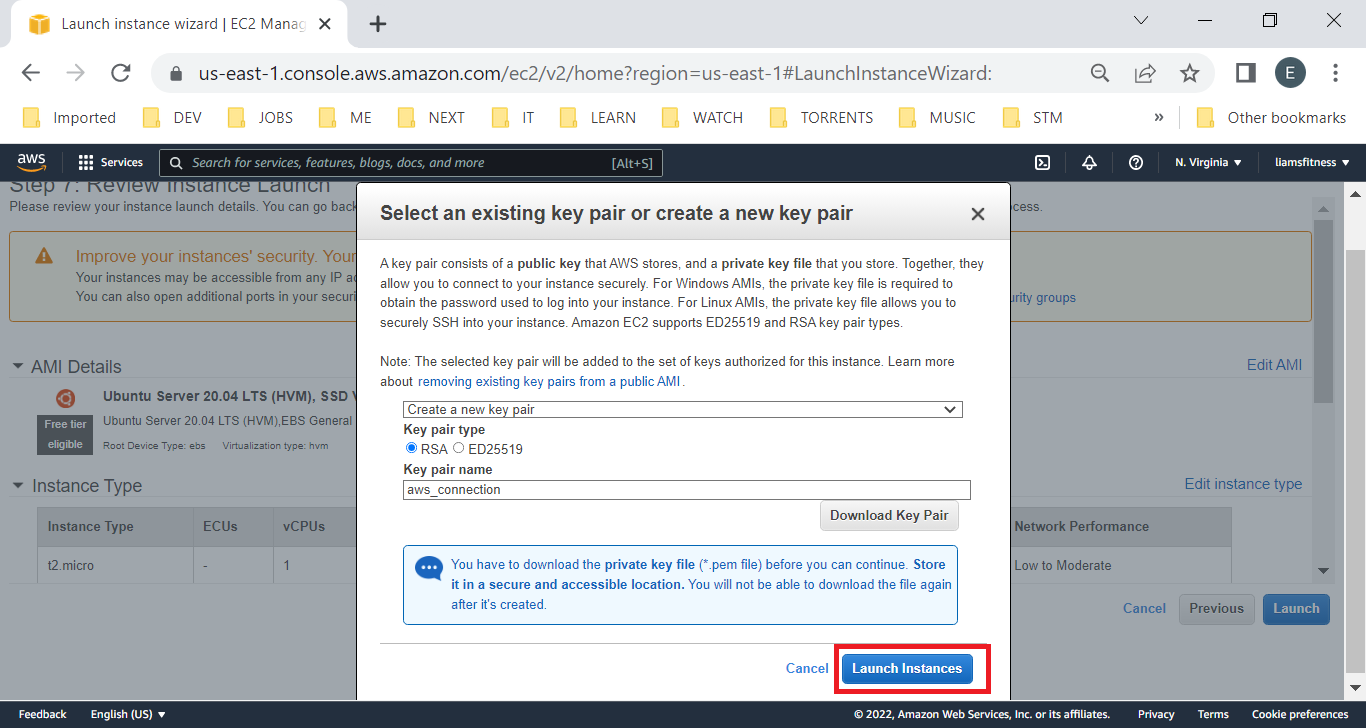 Launch instance wizard | EC2 Manag
us-east-1.console.aws.amazon.com/ec2/v2/home?region=us-east-1#LaunchInstanceWizard:
E
Imported DEV JOBS ME NEXT IT LEARN WATCH TORRENTS MUSIC STM » Other bookmarks
aws Services Search for services, features, blogs, docs, and more [Alt+S] N. Virginia liamsfitness
Step 7: Review Instance Launch
Please review your instance launch details. You can go back
cess.
Improve your instances' security. Your
Your instances may be accessible from any IP ac
You can also open additional ports in your securi
urity groups
AMI Details
Edit AMI
Ubuntu Server 20.04 LTS (HVM), SSD V
Free tier eligible
Ubuntu Server 20.04 LTS (HVM),EBS General
Root Device Type: ebs Virtualization type: hvm
Instance Type
Edit instance type
Instance Type ECUs vCPUs Network Performance
t2.micro - 1 Low to Moderate
Cancel Previous Launch
Select an existing key pair or create a new key pair
A key pair consists of a public key that AWS stores, and a private key file that you store. Together, they
allow you to connect to your instance securely. For Windows AMIs, the private key file is required to
obtain the password used to log into your instance. For Linux AMIs, the private key file allows you to
securely SSH into your instance. Amazon EC2 supports ED25519 and RSA key pair types.
Note: The selected key pair will be added to the set of keys authorized for this instance. Learn more
about removing existing key pairs from a public AMI .
Create a new key pair
Key pair type
RSA ED25519
Key pair name
aws_connection
Download Key Pair
You have to download the private key file (*.pem file) before you can continue. Store
it in a secure and accessible location. You will not be able to download the file again
after it's created.
Cancel Launch Instances
Feedback English (US) © 2022, Amazon Web Services, Inc. or its affiliates. Privacy Terms Cookie preferences